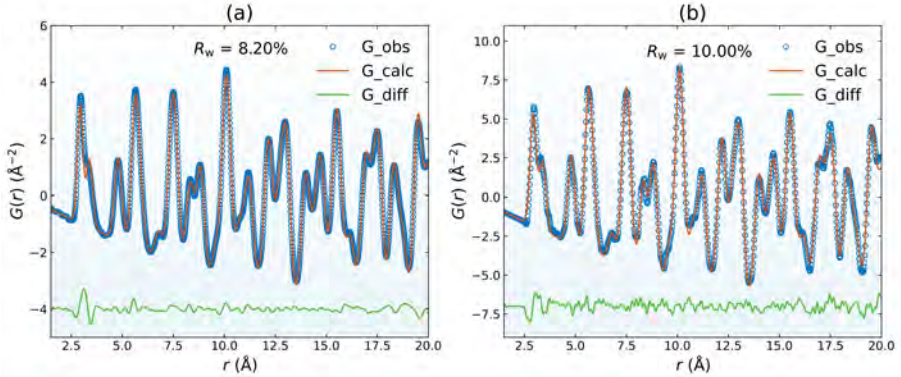 (a)
6
4
2
0
−2
−4
G(r) (Å⁻²)
R_w = 8.20%
G_obs
G_calc
G_diff
2.5 5.0 7.5 10.0 12.5 15.0 17.5 20.0
r (Å)
(b)
10.0
7.5
5.0
2.5
0.0
−2.5
−5.0
−7.5
G(r) (Å⁻²)
R_w = 10.00%
G_obs
G_calc
G_diff
2.5 5.0 7.5 10.0 12.5 15.0 17.5 20.0
r (Å)